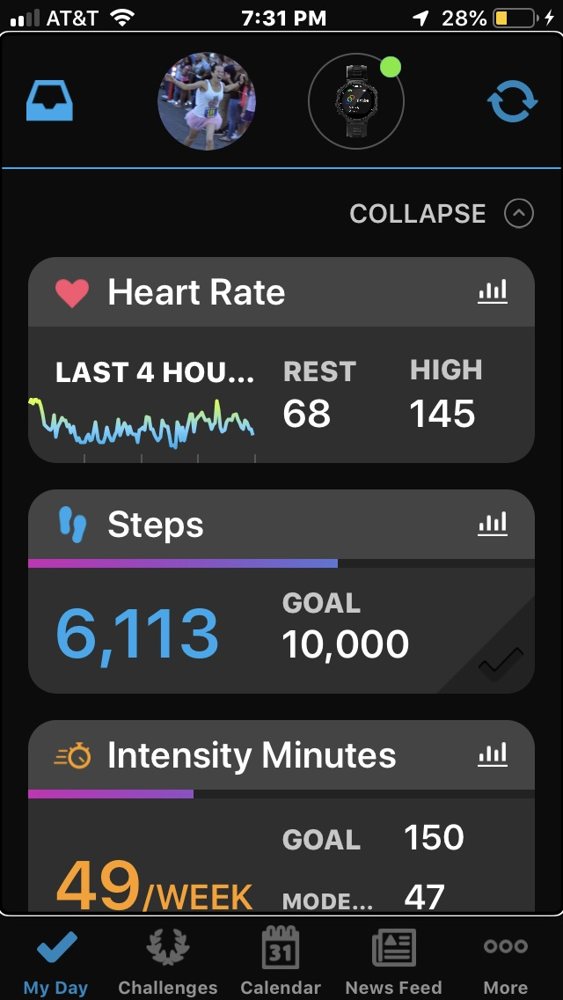 AT&T 7:31 PM 28%
COLLAPSE
Heart Rate
LAST 4 HOU... REST HIGH
68 145
Steps
6,113 GOAL
10,000
Intensity Minutes
GOAL 150
49/WEEK MODE... 47
31
My Day Challenges Calendar News Feed More